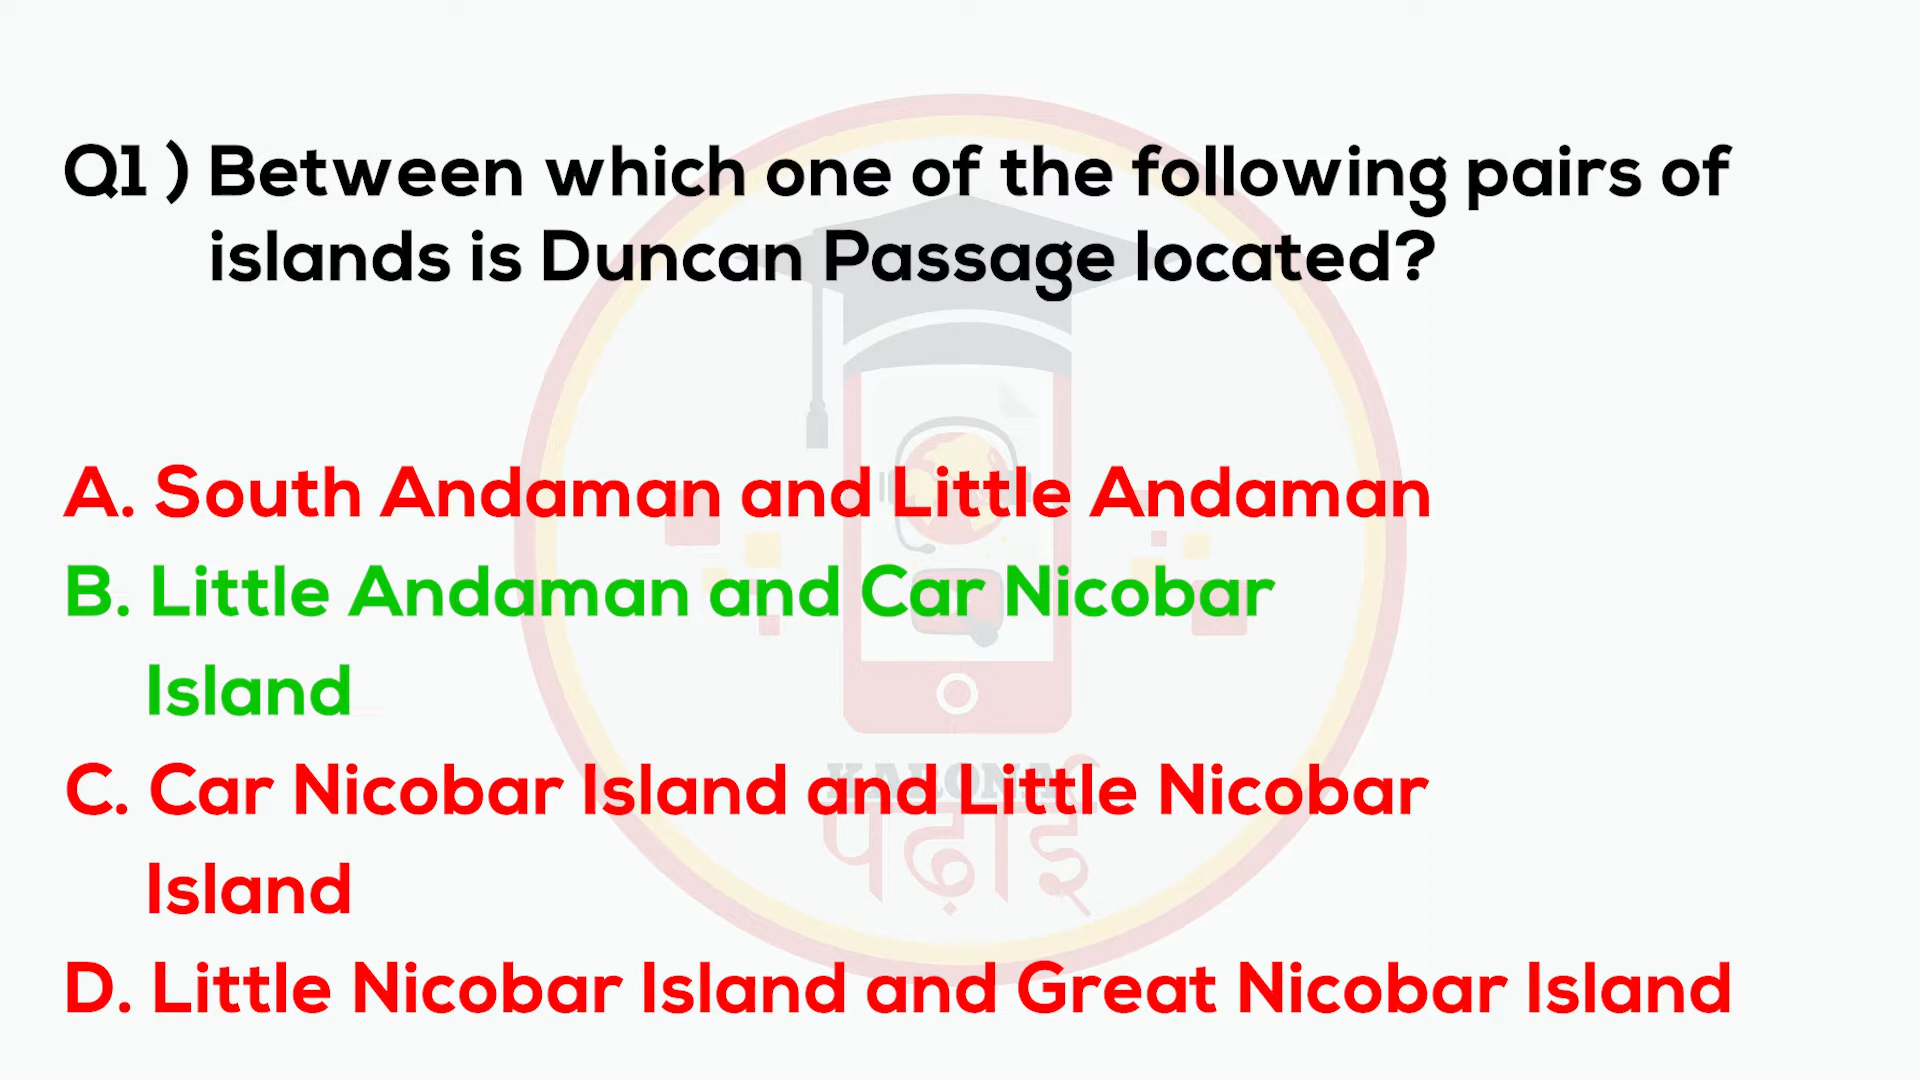 Q1 ) Between which one of the following pairs of
islands is Duncan Passage located?
A. South Andaman and Little Andaman
B. Little Andaman and Car Nicobar
Island
C. Car Nicobar Island and Little Nicobar
Island
KALONA
पढ़ाई
D. Little Nicobar Island and Great Nicobar Island